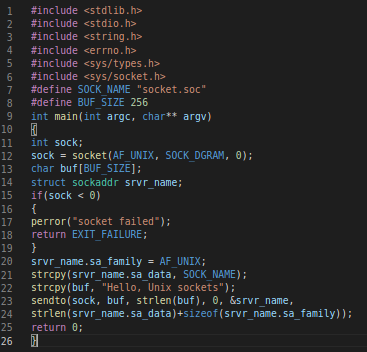 1 #include <stdlib.h>
2 #include <stdio.h>
3 #include <string.h>
4 #include <errno.h>
5 #include <sys/types.h>
6 #include <sys/socket.h>
7 #define SOCK_NAME "socket.soc"
8 #define BUF_SIZE 256
9 int main(int argc, char** argv)
10 {
11 int sock;
12 sock = socket(AF_UNIX, SOCK_DGRAM, 0);
13 char buf[BUF_SIZE];
14 struct sockaddr srvr_name;
15 if(sock < 0)
16 {
17 perror("socket failed");
18 return EXIT_FAILURE;
19 }
20 srvr_name.sa_family = AF_UNIX;
21 strcpy(srvr_name.sa_data, SOCK_NAME);
22 strcpy(buf, "Hello, Unix sockets");
23 sendto(sock, buf, strlen(buf), 0, &srvr_name,
24 strlen(srvr_name.sa_data)+sizeof(srvr_name.sa_family));
25 return 0;
26 }